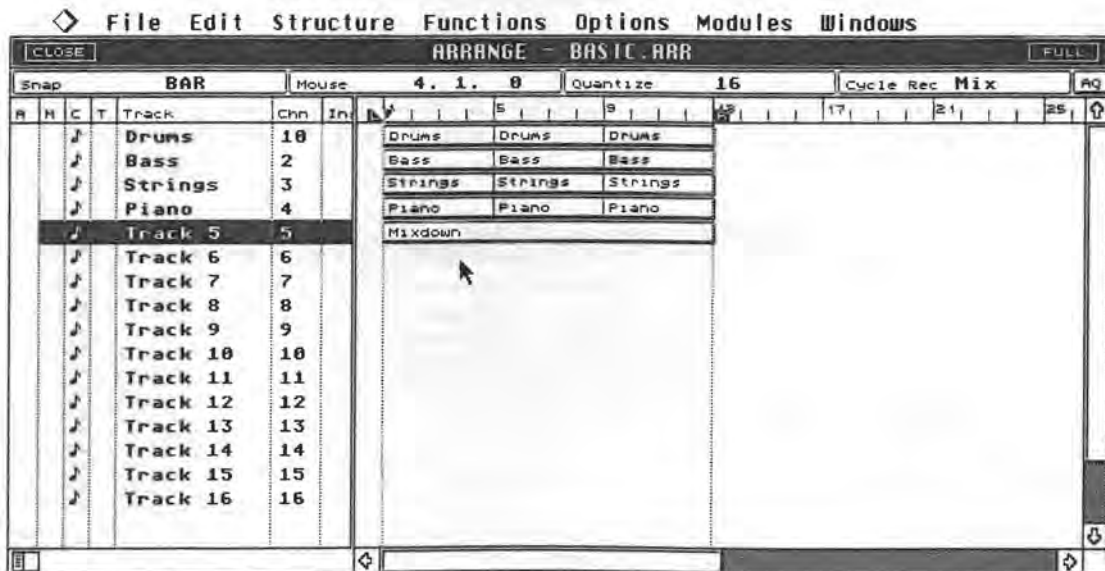 File Edit Structure Functions Options Modules Windows
CLOSE ARRANGE - BASIC.ARR FULL
Snap BAR Mouse 4. 1. 0 Quantize 16 Cycle Rec Mix AQ
A M C T Track Chn In 5 9 17 21 25
Drums 10 Drums Drums Drums
Bass 2 Bass Bass Bass
Strings 3 Strings Strings Strings
Piano 4 Piano Piano Piano
Track 5 5 Mixdown
Track 6 6
Track 7 7
Track 8 8
Track 9 9
Track 10 10
Track 11 11
Track 12 12
Track 13 13
Track 14 14
Track 15 15
Track 16 16